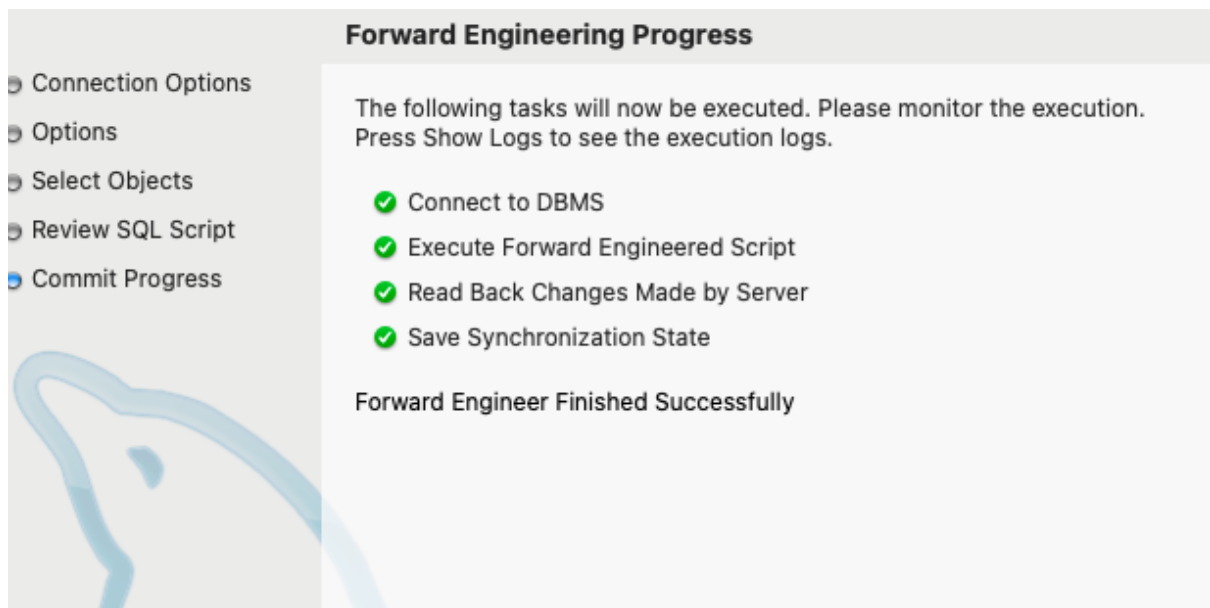 Forward Engineering Progress
Connection Options
Options
Select Objects
Review SQL Script
Commit Progress
The following tasks will now be executed. Please monitor the execution.
Press Show Logs to see the execution logs.
Connect to DBMS
Execute Forward Engineered Script
Read Back Changes Made by Server
Save Synchronization State
Forward Engineer Finished Successfully